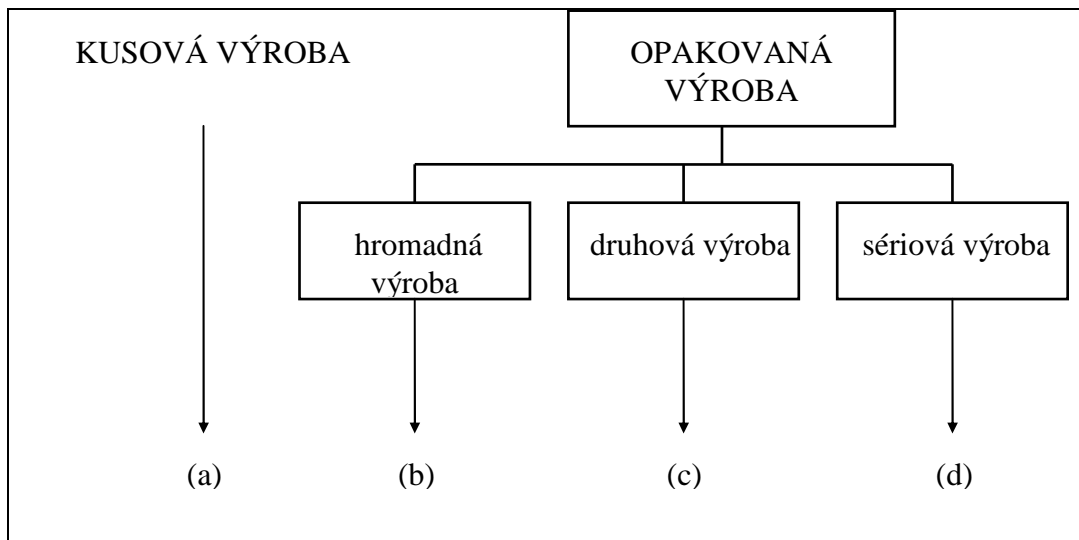 KUSOVÁ VÝROBA
OPAKOVANÁ
VÝROBA
hromadná
výroba
druhová výroba
sériová výroba
(a)
(b)
(c)
(d)